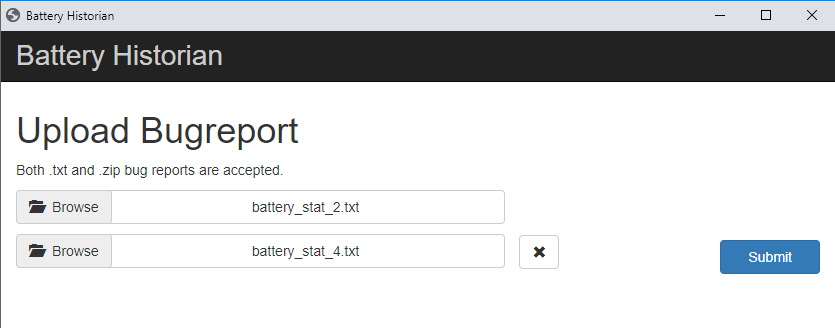 Battery Historian
Battery Historian
Upload Bugreport
Both .txt and .zip bug reports are accepted.
Browse battery_stat_2.txt
Browse battery_stat_4.txt
Submit